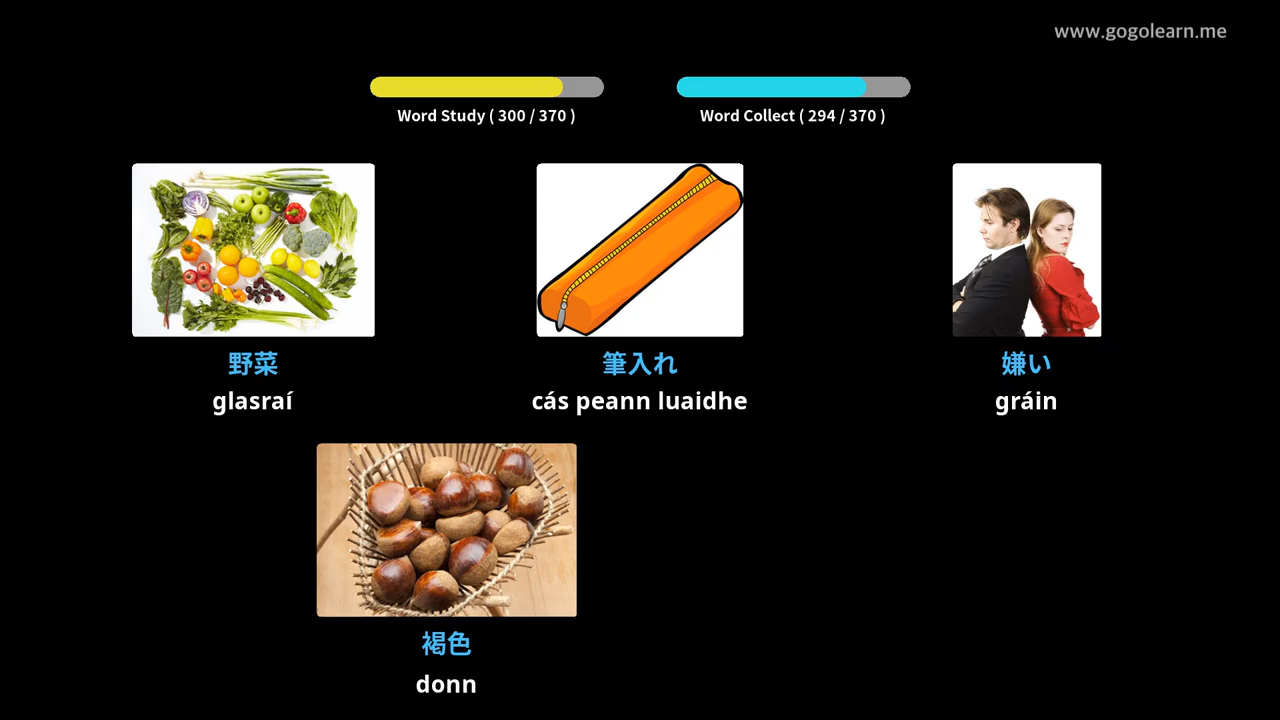 www.gogolearn.me
Word Study ( 300 / 370 )
Word Collect ( 294 / 370 )
野菜
glasraí
筆入れ
cás peann luaidhe
嫌い
gráin
褐色
donn